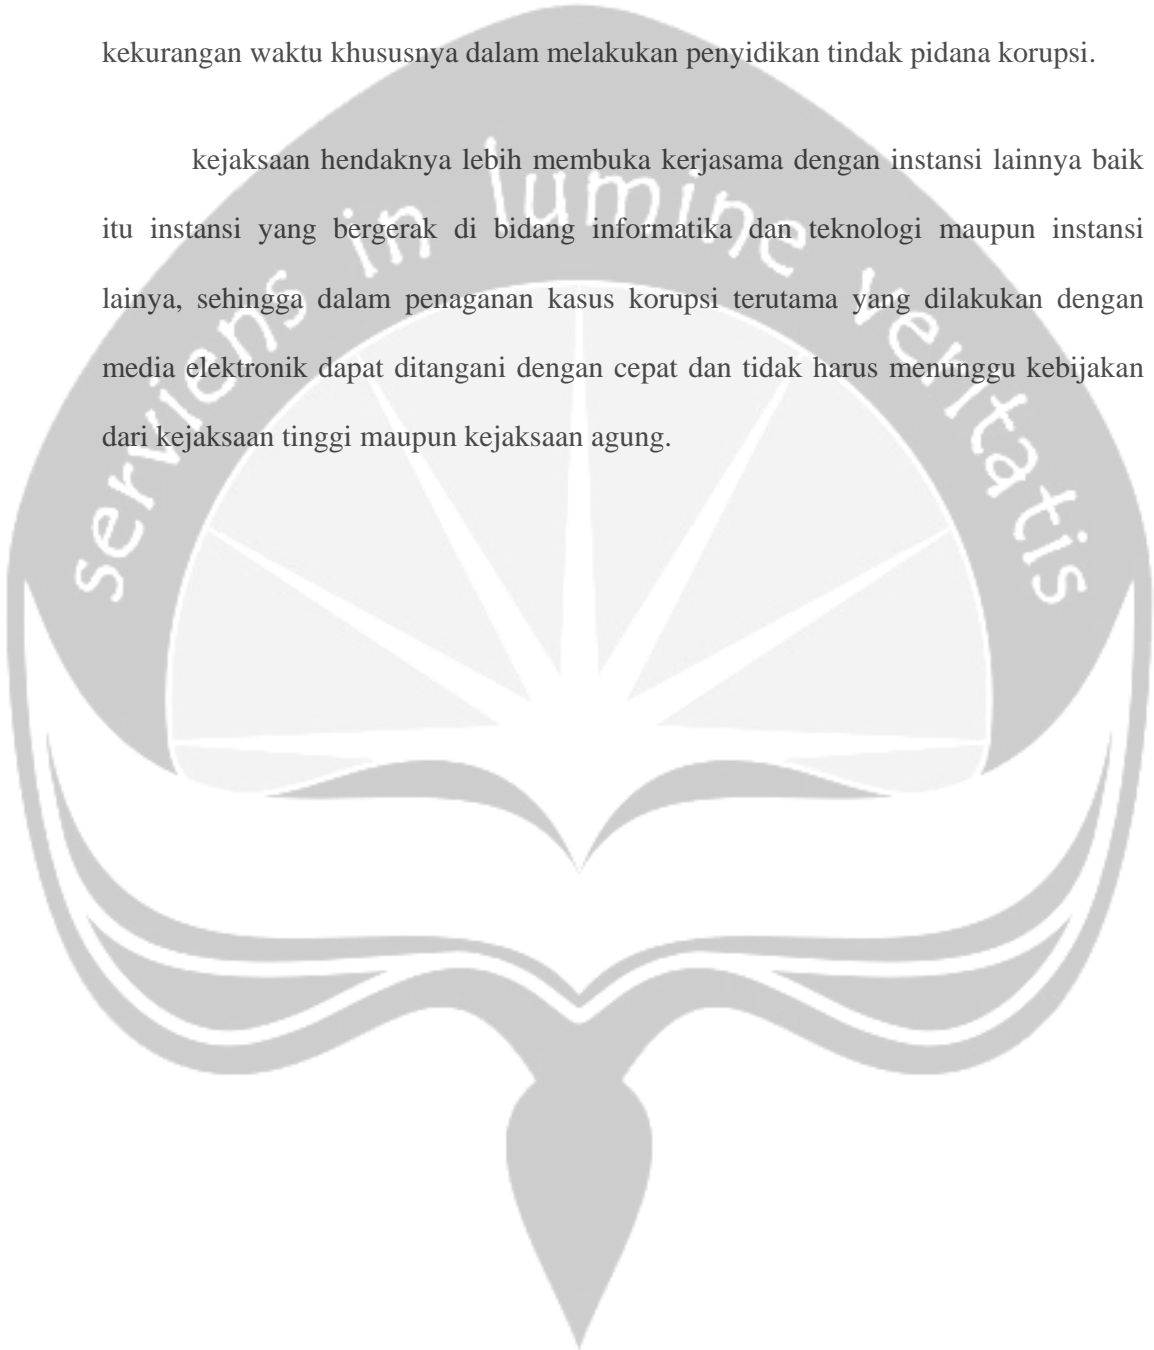 kekurangan waktu khususnya dalam melakukan penyidikan tindak pidana korupsi.
kejaksaan hendaknya lebih membuka kerjasama dengan instansi lainnya baik
itu instansi yang bergerak di bidang informatika dan teknologi maupun instansi
lainya, sehingga dalam penaganan kasus korupsi terutama yang dilakukan dengan
media elektronik dapat ditangani dengan cepat dan tidak harus menunggu kebijakan
dari kejaksaan tinggi maupun kejaksaan agung.
serviens in lumine veritatis